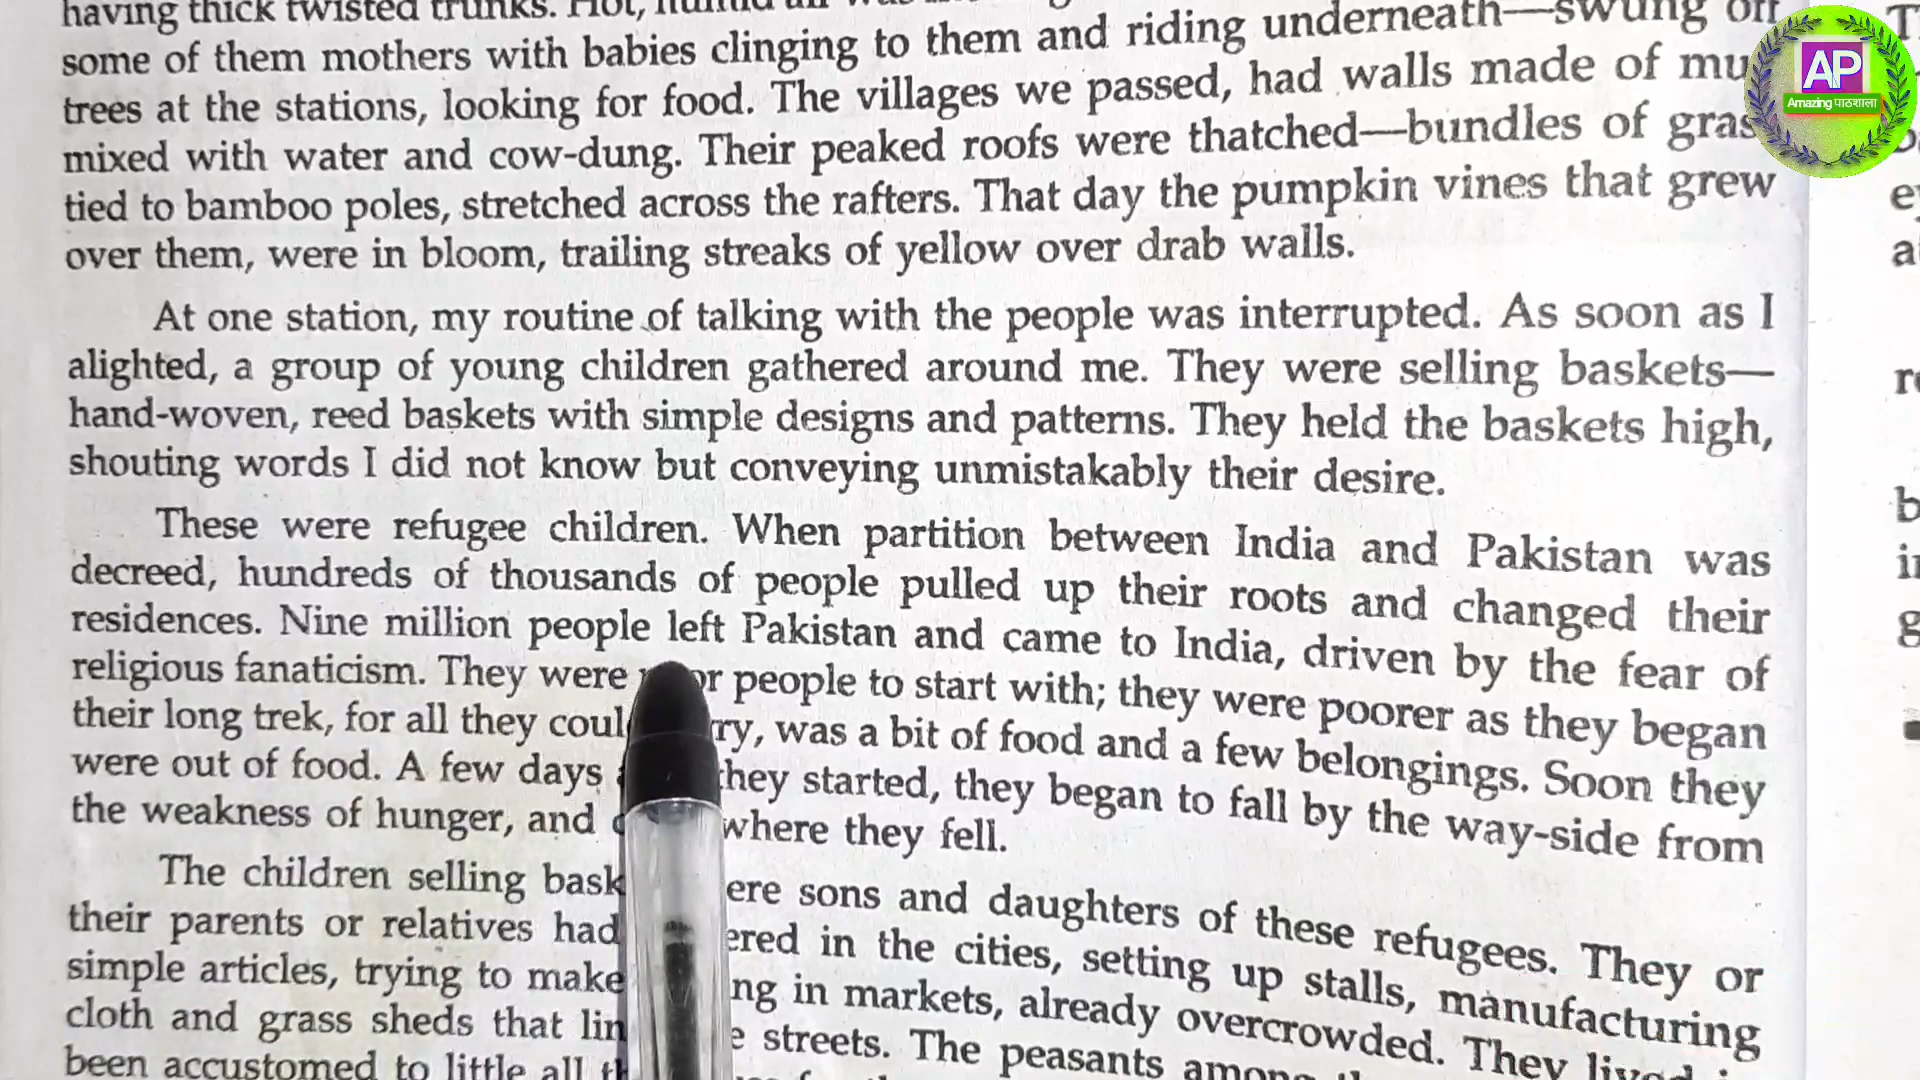 having thick twisted trunks. Hot, humid air was
some of them mothers with babies clinging to them and riding underneath—swung off
trees at the stations, looking for food. The villages we passed, had walls made of mu
mixed with water and cow-dung. Their peaked roofs were thatched—bundles of gras
tied to bamboo poles, stretched across the rafters. That day the pumpkin vines that grew
over them, were in bloom, trailing streaks of yellow over drab walls.
At one station, my routine of talking with the people was interrupted. As soon as I
alighted, a group of young children gathered around me. They were selling baskets—
hand-woven, reed baskets with simple designs and patterns. They held the baskets high,
shouting words I did not know but conveying unmistakably their desire.
These were refugee children. When partition between India and Pakistan was
decreed, hundreds of thousands of people pulled up their roots and changed their
residences. Nine million people left Pakistan and came to India, driven by the fear of
religious fanaticism. They were people to start with; they were poorer as they began
their long trek, for all they coul ry, was a bit of food and a few belongings. Soon they
were out of food. A few days they started, they began to fall by the way-side from
the weakness of hunger, and where they fell.
The children selling bask ere sons and daughters of these refugees. They or
their parents or relatives had ered in the cities, setting up stalls, manufacturing
simple articles, trying to make ng in markets, already overcrowded. They lived
cloth and grass sheds that lin e streets. The peasants among
been accustomed to little all th
AP
Amazing पाठशाला